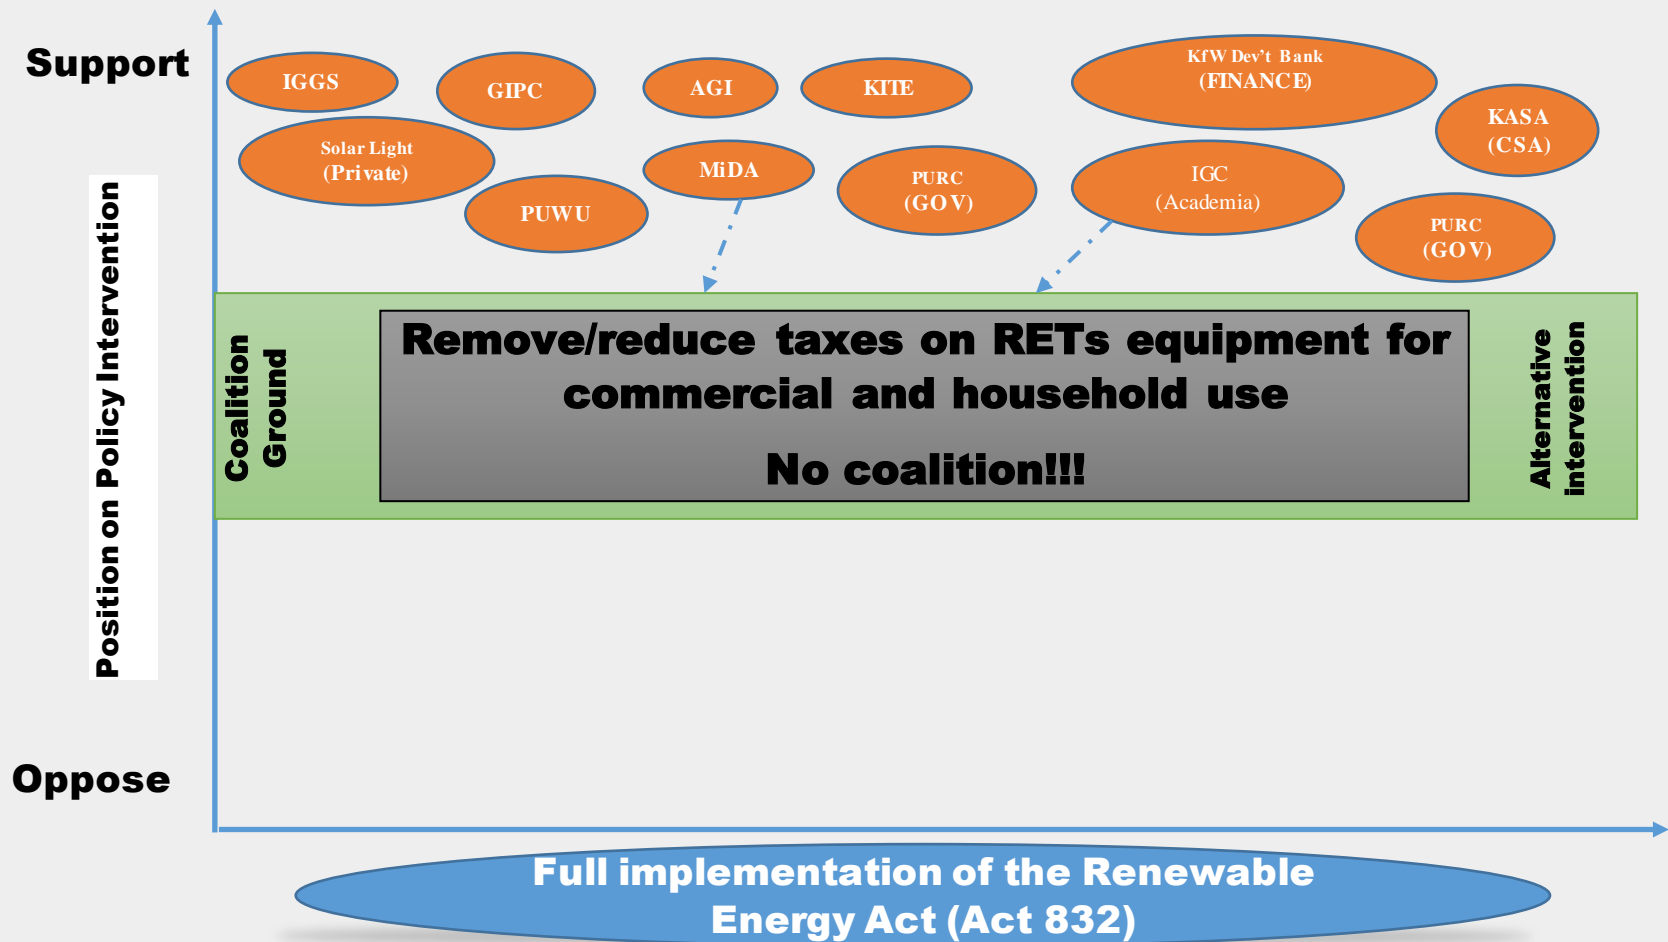 Support
IGGS
GIPC
AGI
KITE
KfW Dev't Bank
(FINANCE)
KASA
(CSA)
Solar Light
(Private)
PUWU
MiDA
PURC
(GOV)
IGC
(Academia)
PURC
(GOV)
Position on Policy Intervention
Coalition
Ground
Remove/reduce taxes on RETs equipment for
commercial and household use
No coalition!!!
Alternative
intervention
Oppose
Full implementation of the Renewable
Energy Act (Act 832)